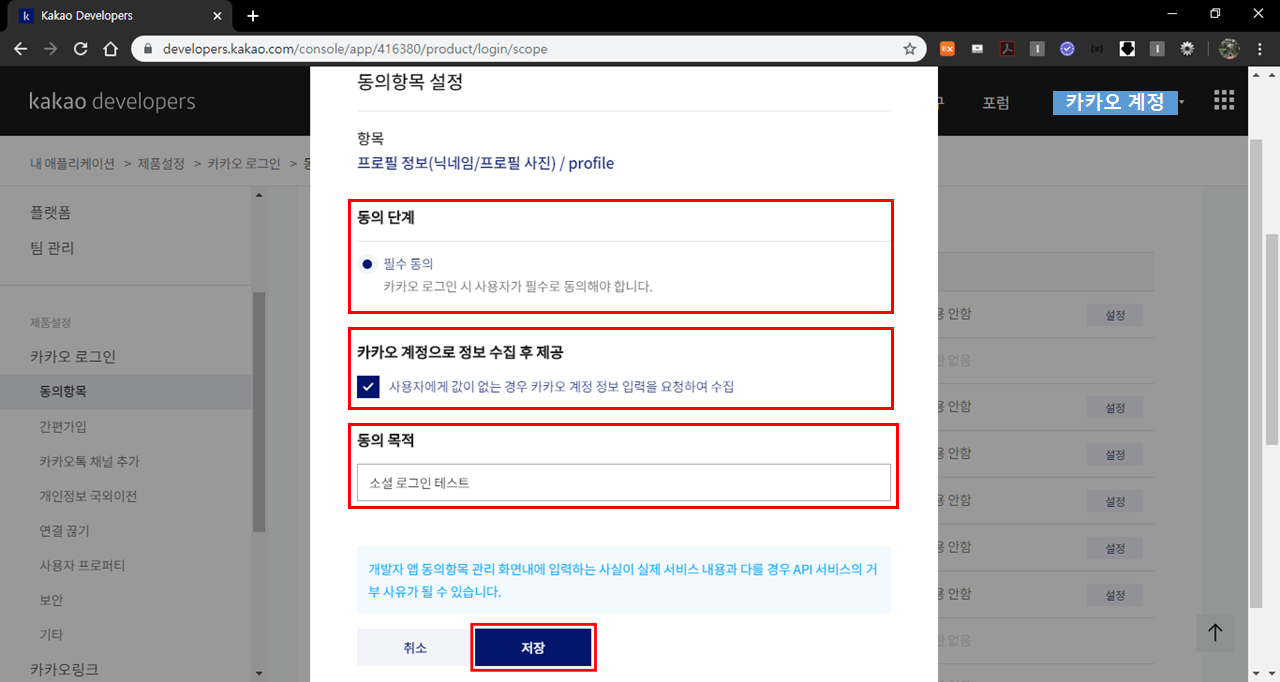 Kakao Developers
developers.kakao.com/console/app/416380/product/login/scope
kakao developers
포럼
카카오 계정
내 애플리케이션 > 제품설정 > 카카오 로그인 >
플랫폼
팀 관리
제품설정
카카오 로그인
동의항목
간편가입
카카오톡 채널 추가
개인정보 국외이전
연결 끊기
사용자 프로퍼티
보안
기타
카카오링크
동의항목 설정
항목
프로필 정보(닉네임/프로필 사진) / profile
동의 단계
필수 동의
카카오 로그인 시 사용자가 필수로 동의해야 합니다.
카카오 계정으로 정보 수집 후 제공
사용자에게 값이 없는 경우 카카오 계정 정보 입력을 요청하여 수집
동의 목적
소셜 로그인 테스트
개발자 앱 동의항목 관리 화면내에 입력하는 사실이 실제 서비스 내용과 다를 경우 API 서비스의 거
부 사유가 될 수 있습니다.
취소
저장
안함 설정
한 없음
안함 설정
안함 설정
안함 설정
안함 설정
안함 설정
한 없음